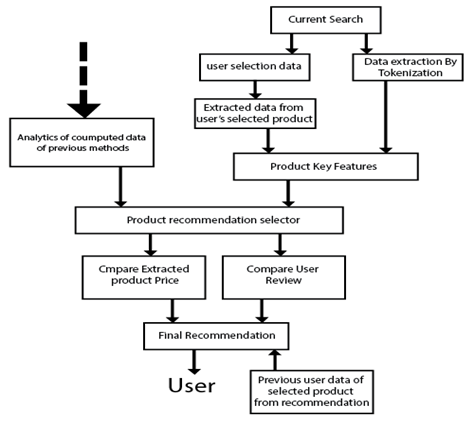 Current Search
user selection data
Data extraction By
Tokenization
Extracted data from
user's selected product
Analytics of coumputed data
of previous methods
Product Key Features
Product recommendation selector
Cmpare Extracted
product Price
Compare User
Review
Final Recommendation
User
Previous user data of
selected product
from recommendation